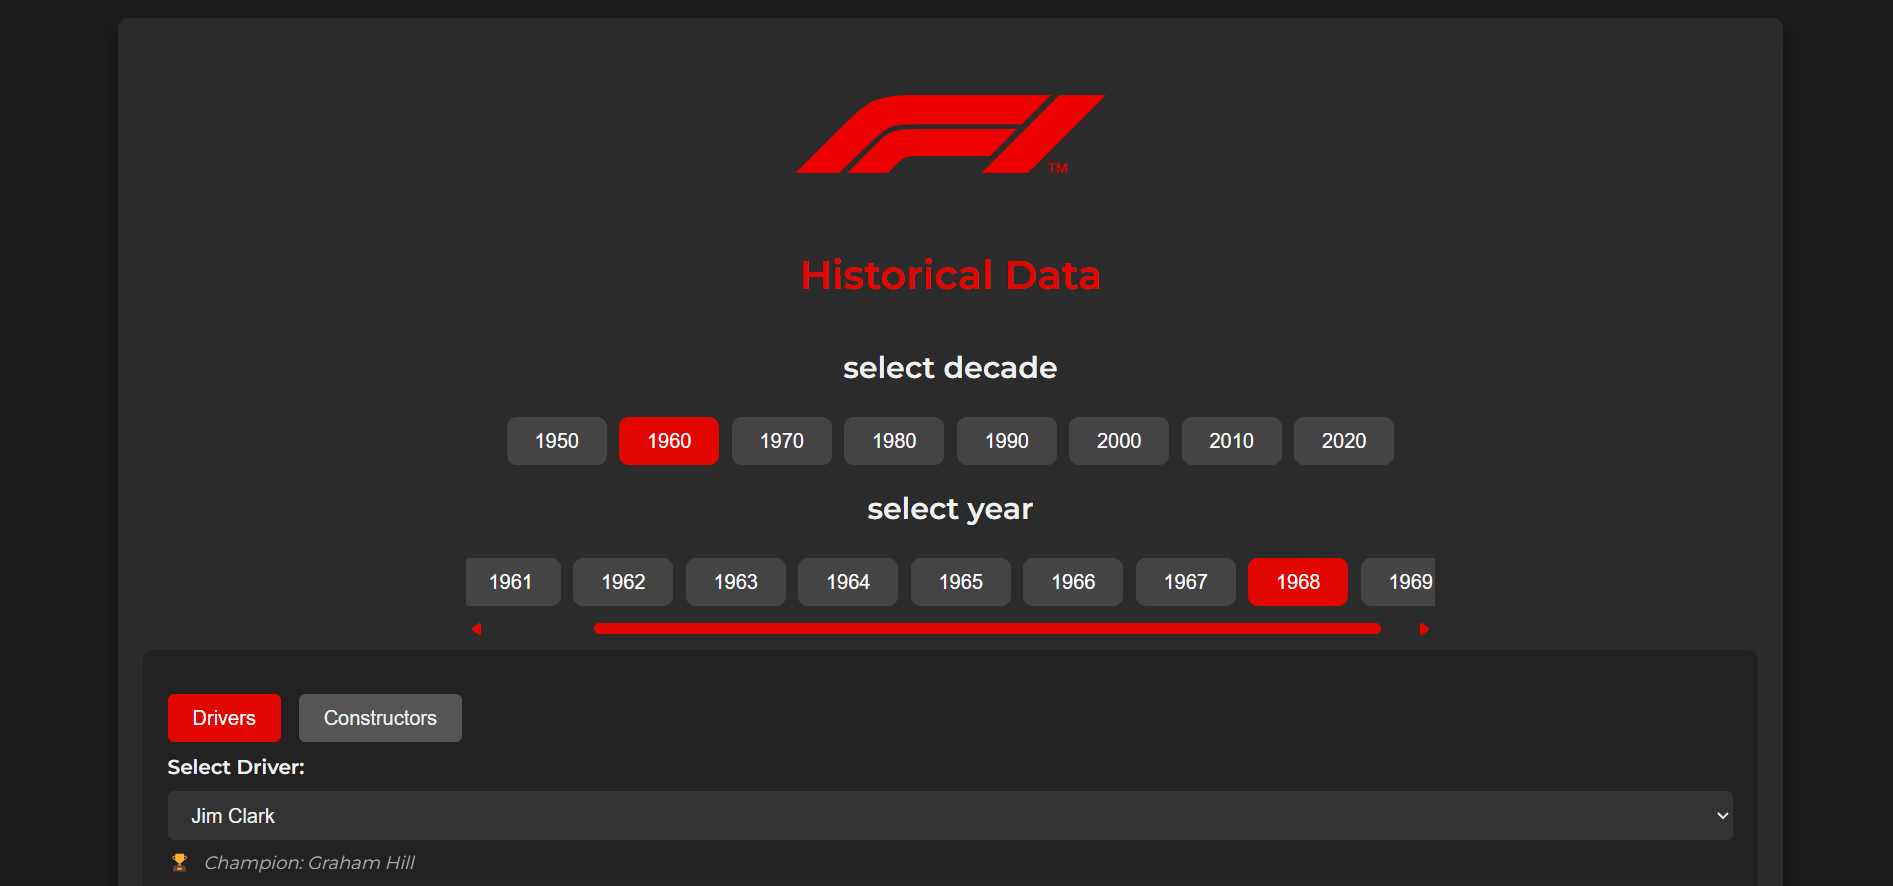 F1 TM
Historical Data
select decade
1950 1960 1970 1980 1990 2000 2010 2020
select year
1961 1962 1963 1964 1965 1966 1967 1968 1969
Drivers Constructors
Select Driver:
Jim Clark
Champion: Graham Hill